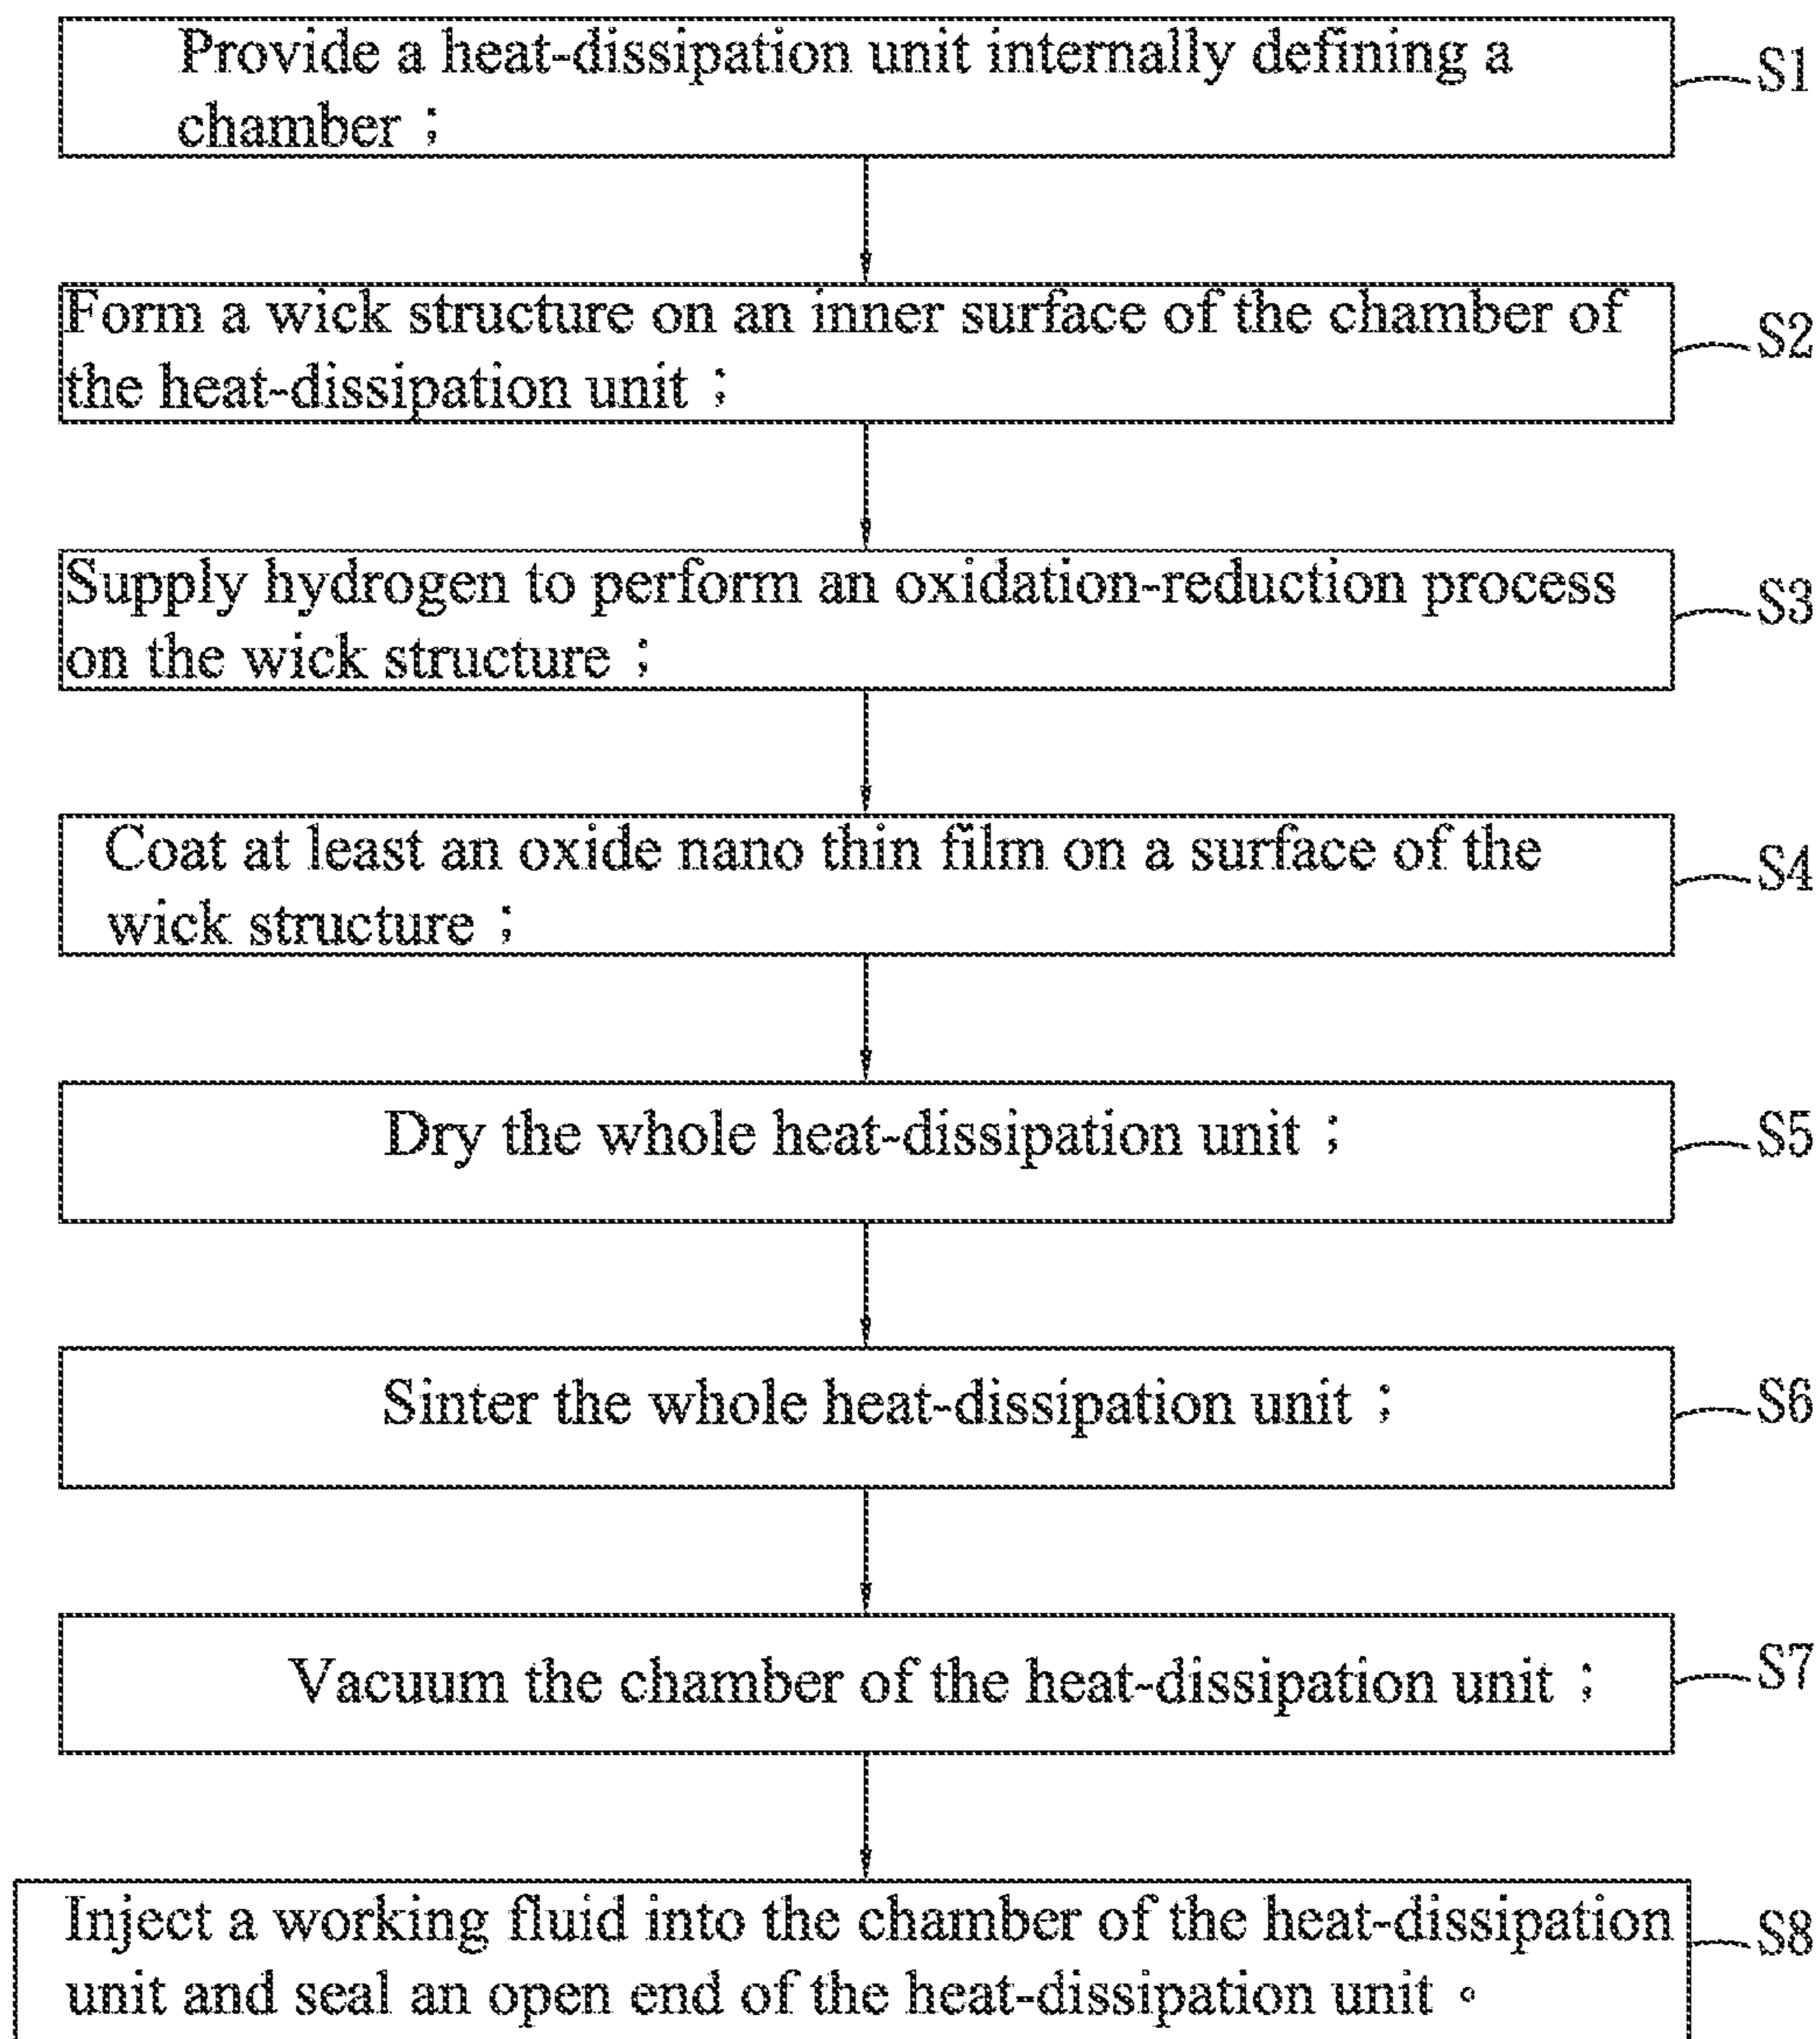 Provide a heat-dissipation unit internally defining a
chamber；
S1
Form a wick structure on an inner surface of the chamber of
the heat-dissipation unit；
S2
Supply hydrogen to perform an oxidation-reduction process
on the wick structure；
S3
Coat at least an oxide nano thin film on a surface of the
wick structure；
S4
Dry the whole heat-dissipation unit；
S5
Sinter the whole heat-dissipation unit；
S6
Vacuum the chamber of the heat-dissipation unit；
S7
Inject a working fluid into the chamber of the heat-dissipation
unit and seal an open end of the heat-dissipation unit。
S8